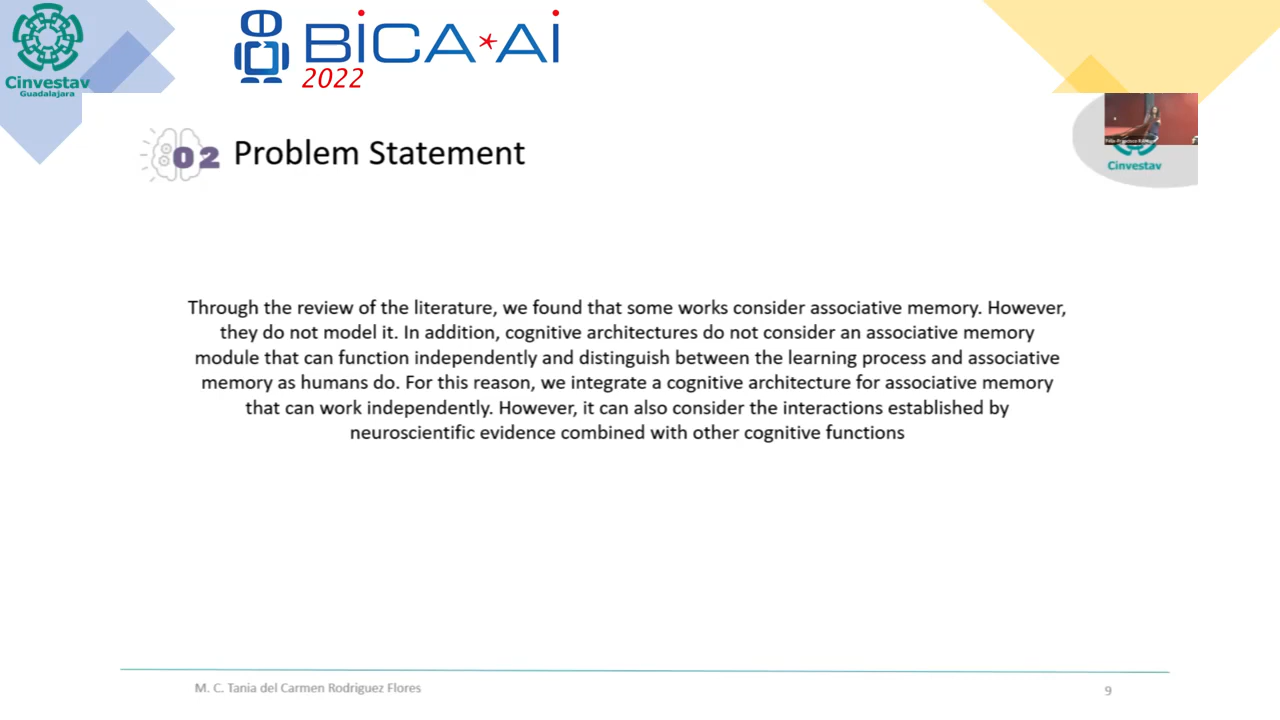 Cinvestav
Guadalajara
BiCA*Ai
2022
02 Problem Statement
Cinvestav
Through the review of the literature, we found that some works consider associative memory. However,
they do not model it. In addition, cognitive architectures do not consider an associative memory
module that can function independently and distinguish between the learning process and associative
memory as humans do. For this reason, we integrate a cognitive architecture for associative memory
that can work independently. However, it can also consider the interactions established by
neuroscientific evidence combined with other cognitive functions
M. C. Tania del Carmen Rodriguez Flores
9